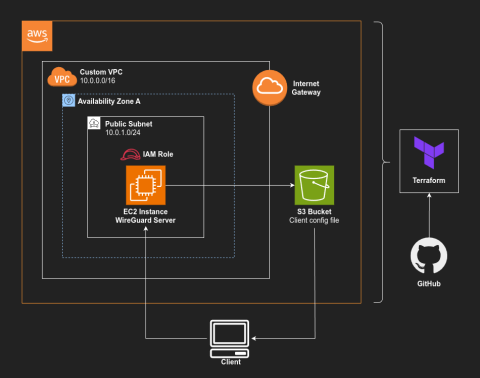 aws
VPC
Custom VPC
10.0.0.0/16
Internet
Gateway
Availability Zone A
Public Subnet
10.0.1.0/24
IAM Role
EC2 Instance
WireGuard Server
S3 Bucket
Client config file
Terraform
GitHub
Client